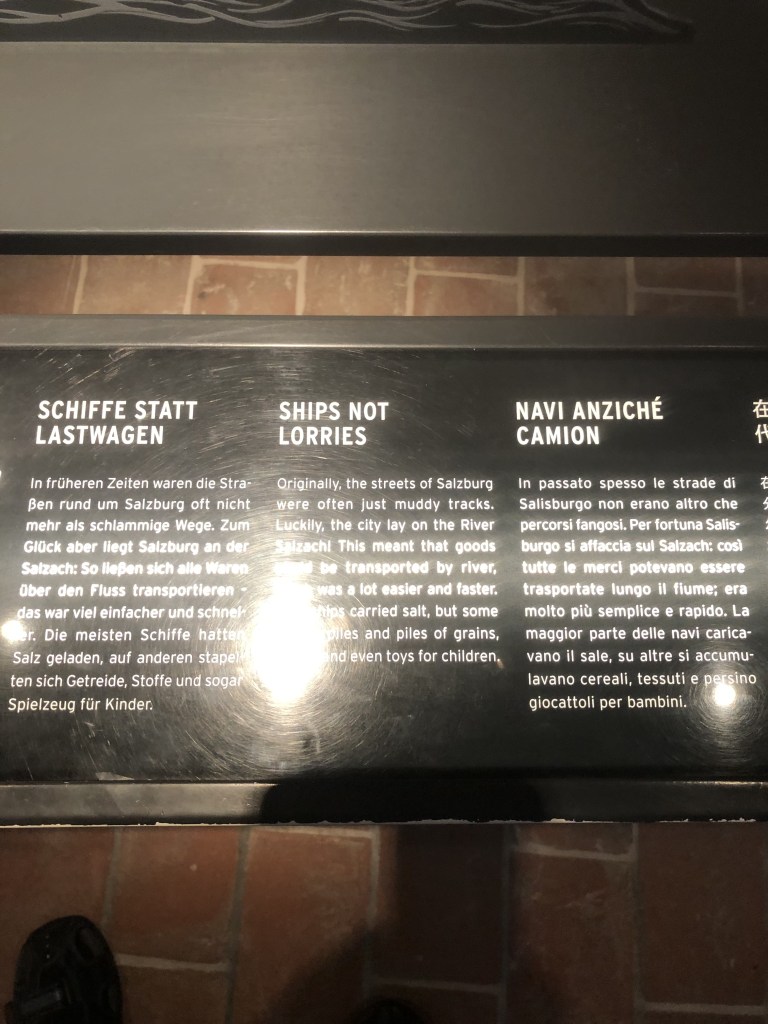 SCHIFFE STATT
LASTWAGEN
In früheren Zeiten waren die Stra-
ßen rund um Salzburg oft nicht
mehr als schlammige Wege. Zum
Glück aber liegt Salzburg an der
Salzach: So ließen sich alle Waren
über den Fluss transportieren -
das war viel einfacher und schnel-
ler. Die meisten Schiffe hatten
Salz geladen, auf anderen stapel-
ten sich Getreide, Stoffe und sogar
Spielzeug für Kinder.
SHIPS NOT
LORRIES
Originally, the streets of Salzburg
were often just muddy tracks.
Luckily, the city lay on the River
Salzach! This meant that goods
could be transported by river,
was a lot easier and faster.
ships carried salt, but some
piles and piles of grains,
and even toys for children.
NAVI ANZICHÉ
CAMION
In passato spesso le strade di
Salisburgo non erano altro che
percorsi fangosi. Per fortuna Salis-
burgo si affaccia sul Salzach: così
tutte le merci potevano essere
trasportate lungo il fiume; era
molto più semplice e rapido. La
maggior parte delle navi carica-
vano il sale, su altre si accumu-
lavano cereali, tessuti e persino
giocattoli per bambini.
在
代